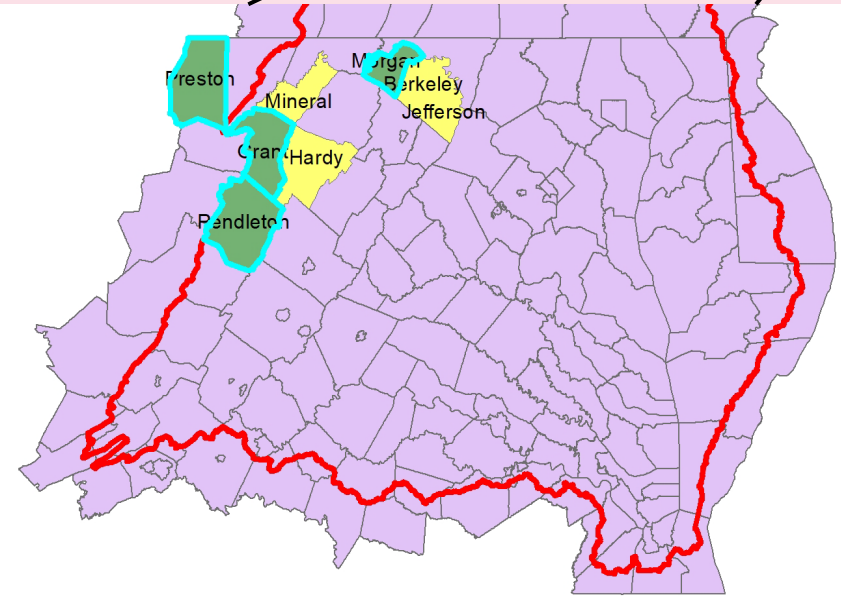 Morgan
Preston
Berkeley
Mineral
Jefferson
Grant
Hardy
Pendleton